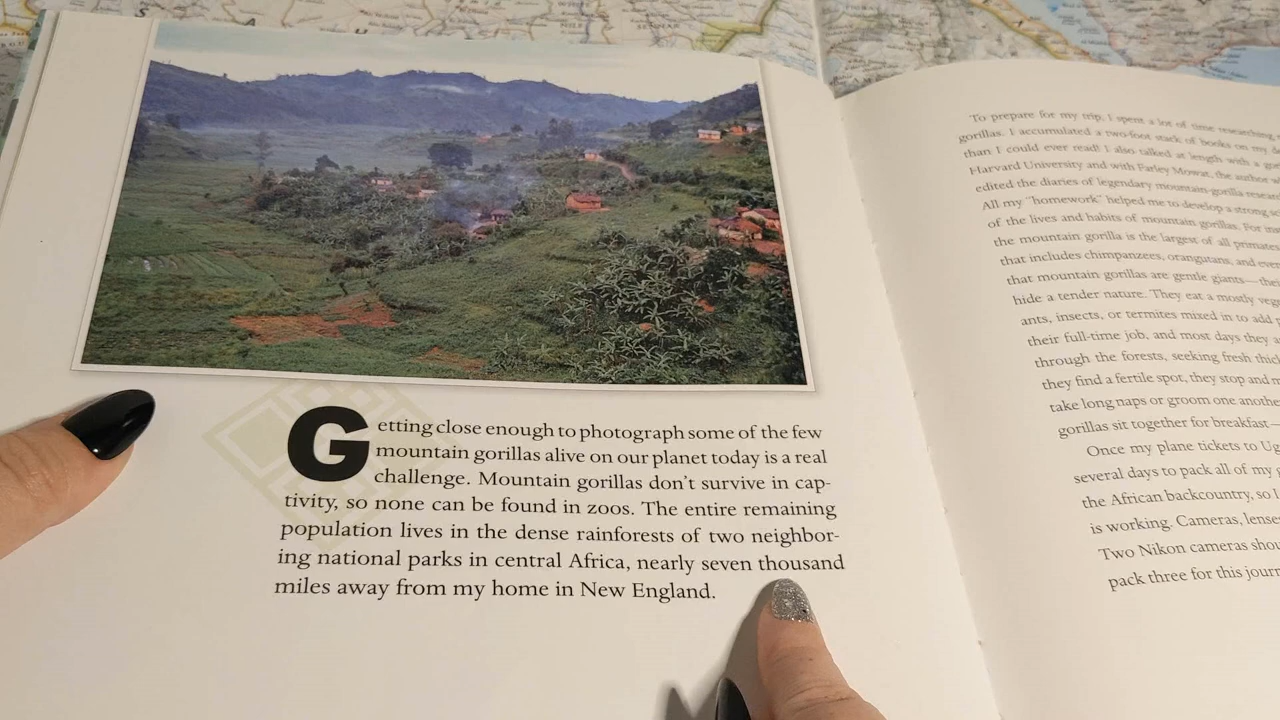 Getting close enough to photograph some of the few
mountain gorillas alive on our planet today is a real
challenge. Mountain gorillas don't survive in cap-
tivity, so none can be found in zoos. The entire remaining
population lives in the dense rainforests of two neighbor-
ing national parks in central Africa, nearly seven thousand
miles away from my home in New England.
To prepare for my trip, I spent a lot of time researching
gorillas. I accumulated a two-foot stack of books on my
than I could ever read! I also talked at length with a
Harvard University and with Farley Mowat, the author
edited the diaries of legendary mountain-gorilla
All my "homework" helped me to develop a strong
of the lives and habits of mountain gorillas. For
the mountain gorilla is the largest of all primates
that includes chimpanzees, orangutans, and
that mountain gorillas are gentle giants—
hide a tender nature. They eat a mostly
ants, insects, or termites mixed in to add
their full-time job, and most days they
through the forests, seeking fresh
they find a fertile spot, they stop and
take long naps or groom one
gorillas sit together for breakfast—
Once my plane tickets to
several days to pack all of my
the African backcountry, so I
is working. Cameras,
Two Nikon cameras
pack three for this